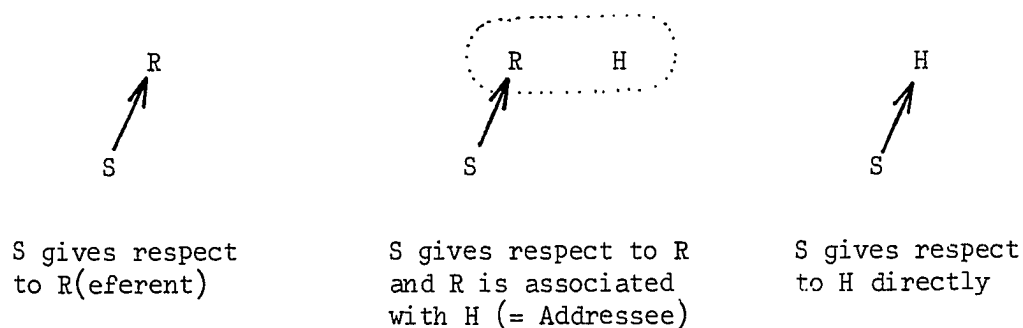 R
S
S gives respect
to R(eferent)
R H
S
S gives respect to R
and R is associated
with H (= Addressee)
H
S
S gives respect
to H directly